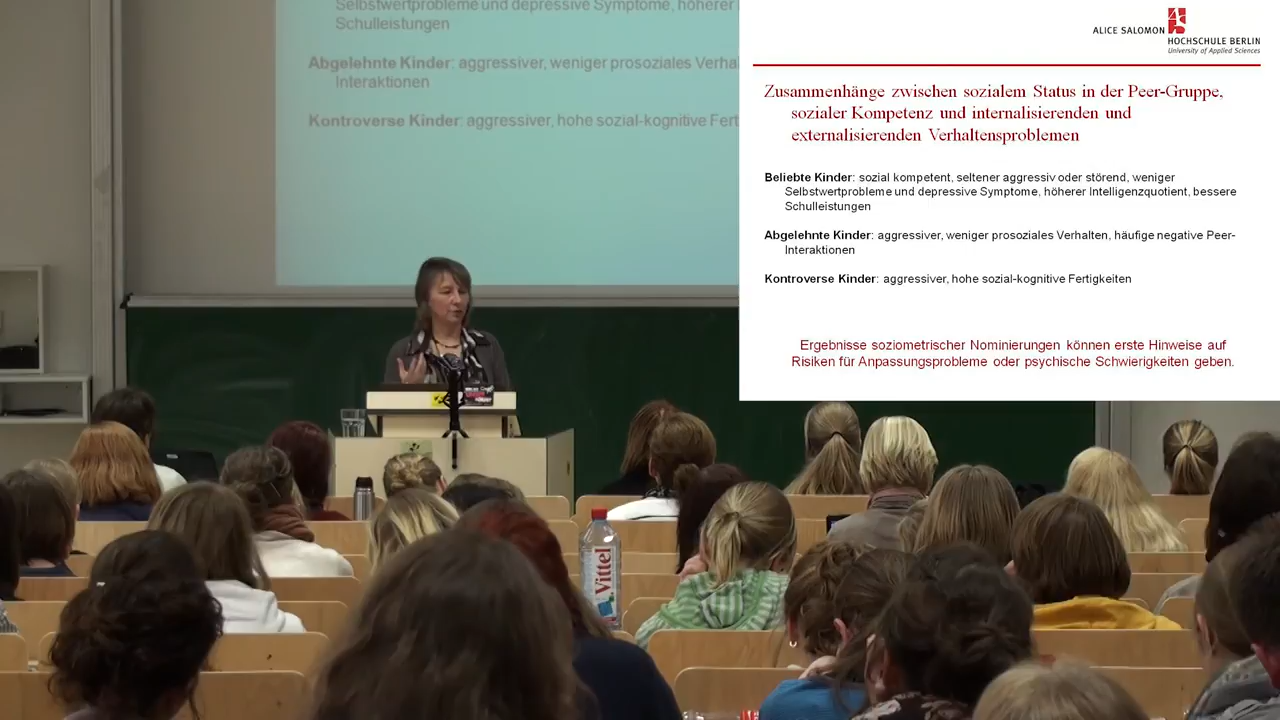 Selbstwertprobleme und depressive Symptome, höherer
Schulleistungen
Abgelehnte Kinder: aggressiver, weniger prosoziales Verha
Interaktionen
Kontroverse Kinder: aggressiver, hohe sozial-kognitive Fert
ALICE SALOMON
HOCHSCHULE BERLIN
University of Applied Sciences
Zusammenhänge zwischen sozialem Status in der Peer-Gruppe,
sozialer Kompetenz und internalisierenden und
externalisierenden Verhaltensproblemen
Beliebte Kinder: sozial kompetent, seltener aggressiv oder störend, weniger
Selbstwertprobleme und depressive Symptome, höherer Intelligenzquotient, bessere
Schulleistungen
Abgelehnte Kinder: aggressiver, weniger prosoziales Verhalten, häufige negative Peer-
Interaktionen
Kontroverse Kinder: aggressiver, hohe sozial-kognitive Fertigkeiten
Ergebnisse soziometrischer Nominierungen können erste Hinweise auf
Risiken für Anpassungsprobleme oder psychische Schwierigkeiten geben.
Vittel